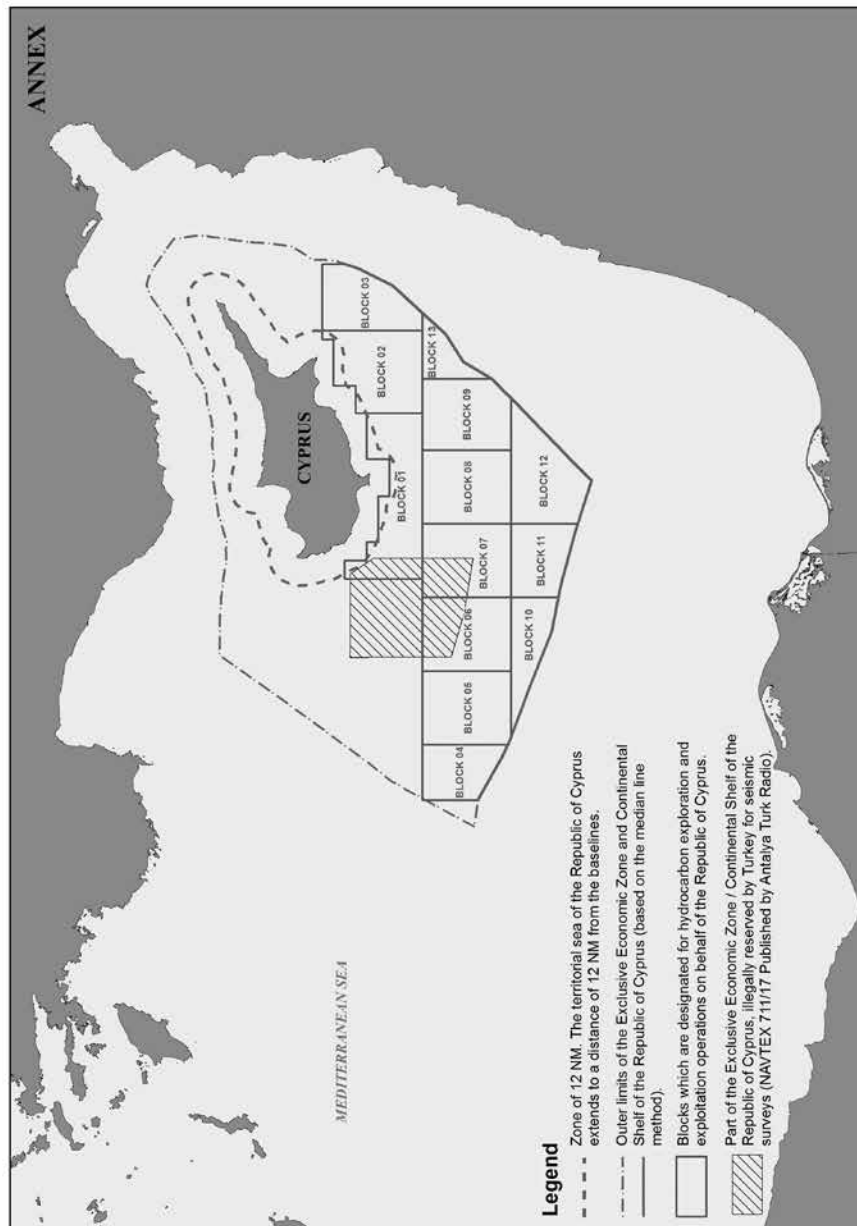 ANNEX
CYPRUS
MEDITERRANEAN SEA
BLOCK 01
BLOCK 02
BLOCK 03
BLOCK 04
BLOCK 05
BLOCK 06
BLOCK 07
BLOCK 08
BLOCK 09
BLOCK 13
BLOCK 10
BLOCK 11
BLOCK 12
Legend
Zone of 12 NM. The territorial sea of the Republic of Cyprus
extends to a distance of 12 NM from the baselines.
Outer limits of the Exclusive Economic Zone and Continental
Shelf of the Republic of Cyprus (based on the median line
method).
Blocks which are designated for hydrocarbon exploration and
exploitation operations on behalf of the Republic of Cyprus.
Part of the Exclusive Economic Zone / Continental Shelf of the
Republic of Cyprus, illegally reserved by Turkey for seismic
surveys (NAVTEX 711/17 Published by Antalya Turk Radio).